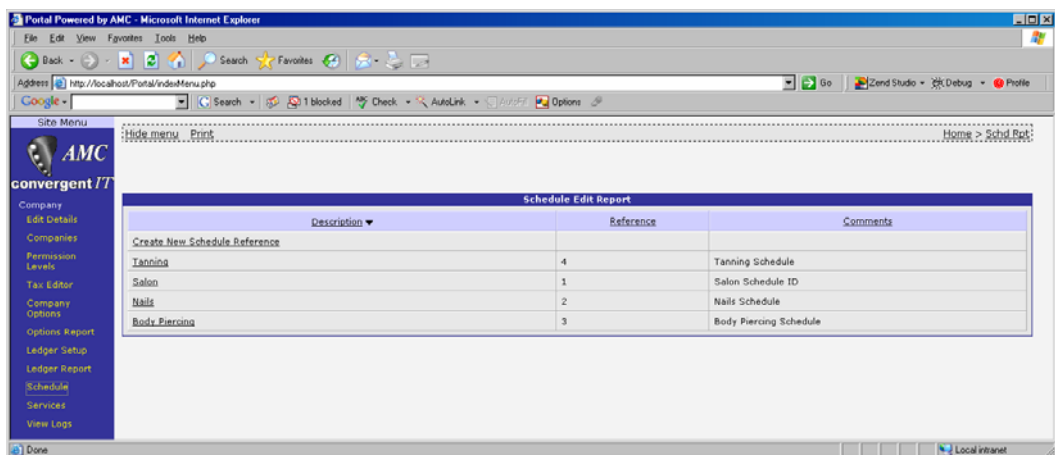 Portal Powered by AMC - Microsoft Internet Explorer
File Edit View Favorites Tools Help
Back Search Favorites
Address http://localhost/Portal/indexMenu.php Go Zend Studio Debug Profile
Google Search 1 blocked Check AutoLink AutoFill Options
Site Menu
Hide menu Print Home > Schd Rpt
AMC
convergent IT
Company
Edit Details
Companies
Permission
Levels
Tax Editor
Company
Options
Options Report
Ledger Setup
Ledger Report
Schedule
Services
View Logs
Schedule Edit Report
Description ▼ Reference Comments
Create New Schedule Reference
Tanning 4 Tanning Schedule
Salon 1 Salon Schedule ID
Nails 2 Nails Schedule
Body Piercing 3 Body Piercing Schedule
Done Local intranet